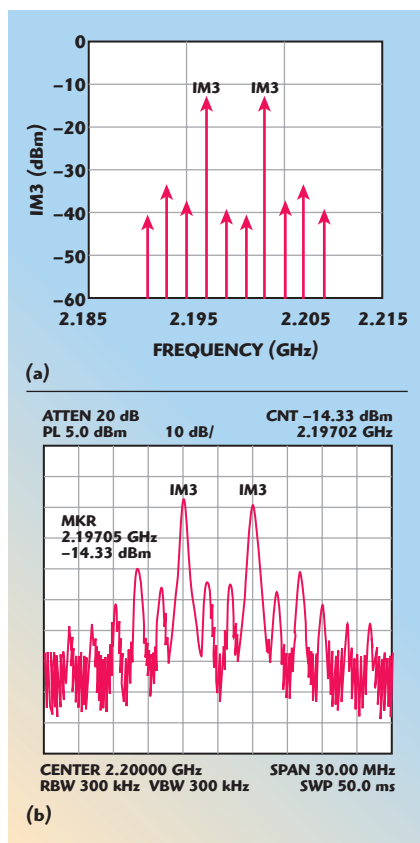 0
−10
−20
−30
−40
−50
−60
IM3 (dBm)
IM3 IM3
2.185 2.195 2.205 2.215
FREQUENCY (GHz)
(a)
ATTEN 20 dB CNT −14.33 dBm
PL 5.0 dBm 10 dB/ 2.19702 GHz
IM3 IM3
MKR
2.19705 GHz
−14.33 dBm
CENTER 2.20000 GHz SPAN 30.00 MHz
RBW 300 kHz VBW 300 kHz SWP 50.0 ms
(b)